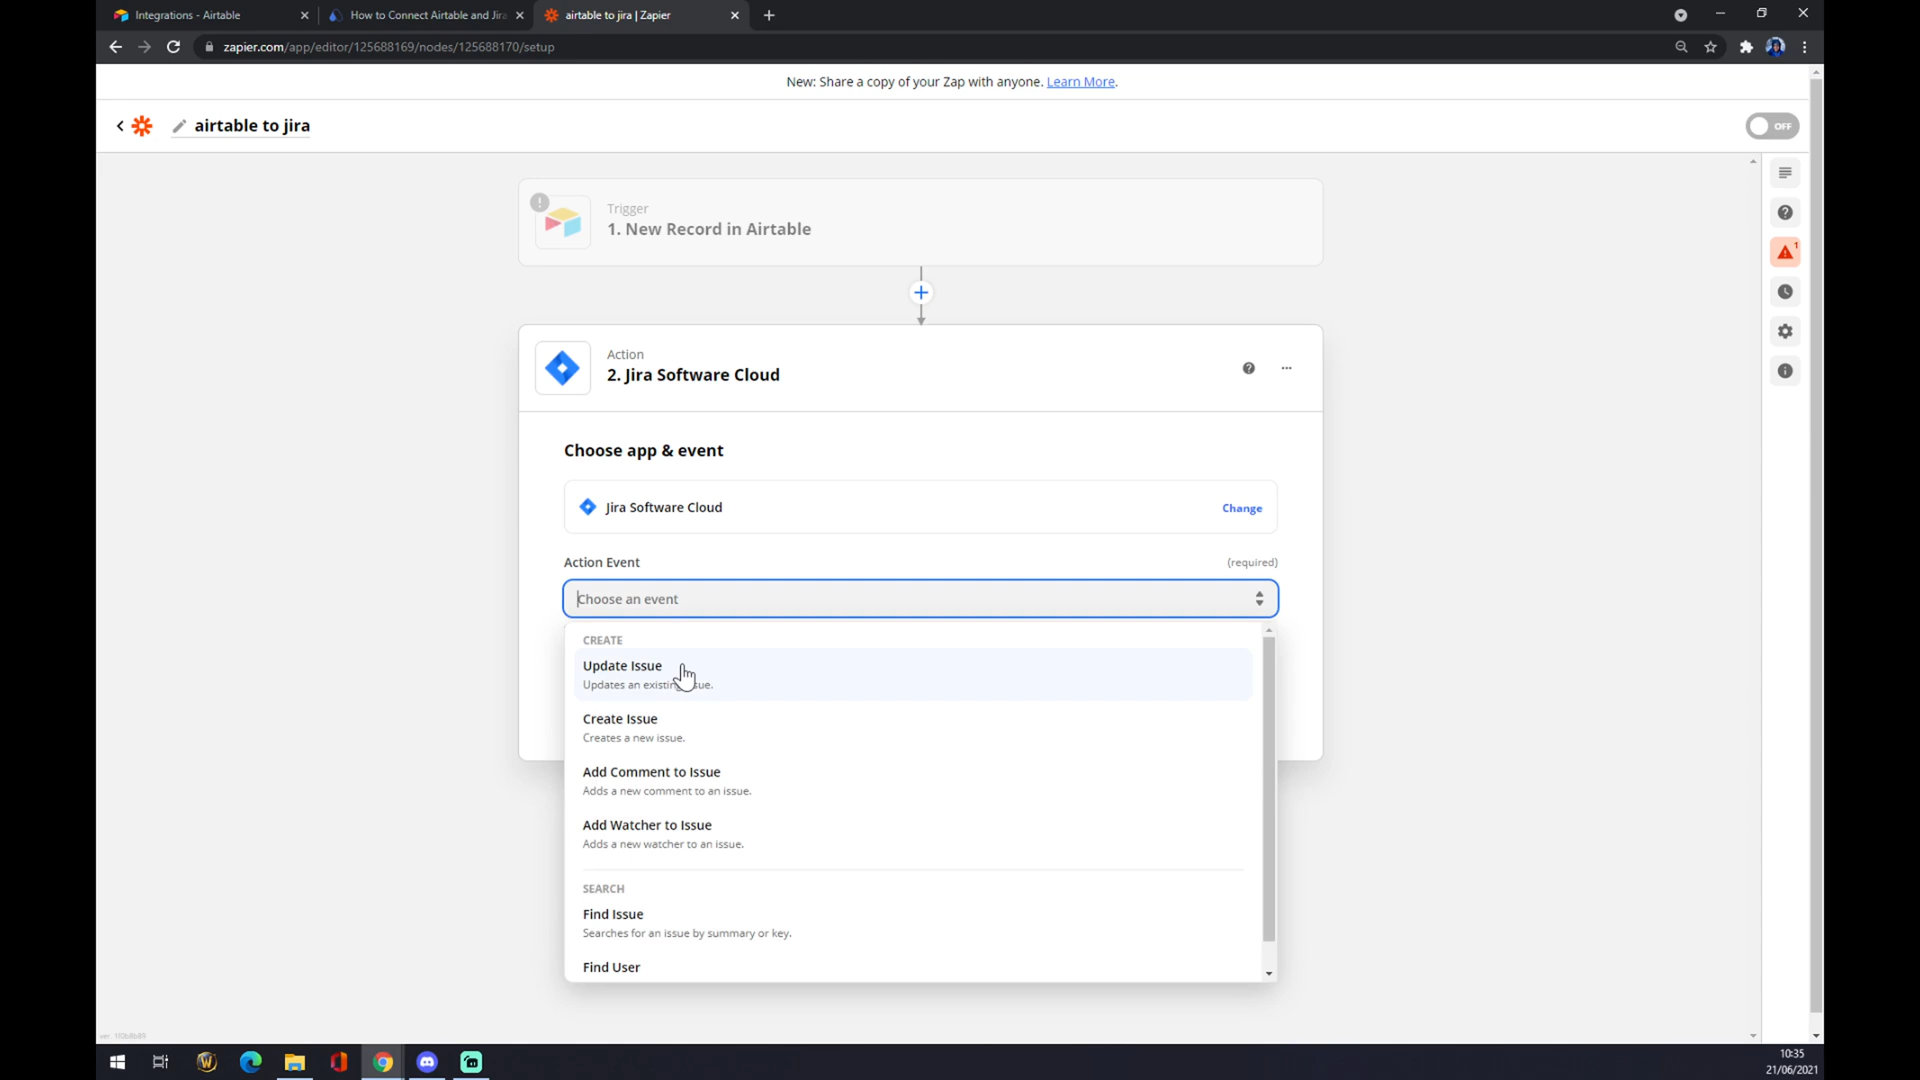 Integrations - Airtable
How to Connect Airtable and Jira
airtable to jira | Zapier
zapier.com/app/editor/125688169/nodes/125688170/setup
New: Share a copy of your Zap with anyone. Learn More.
airtable to jira
OFF
Trigger
1. New Record in Airtable
1
Action
2. Jira Software Cloud
Choose app & event
Jira Software Cloud
Change
Action Event
(required)
Choose an event
CREATE
Update Issue
Updates an existing issue.
Create Issue
Creates a new issue.
Add Comment to Issue
Adds a new comment to an issue.
Add Watcher to Issue
Adds a new watcher to an issue.
SEARCH
Find Issue
Searches for an issue by summary or key.
Find User
10:35
21/06/2021